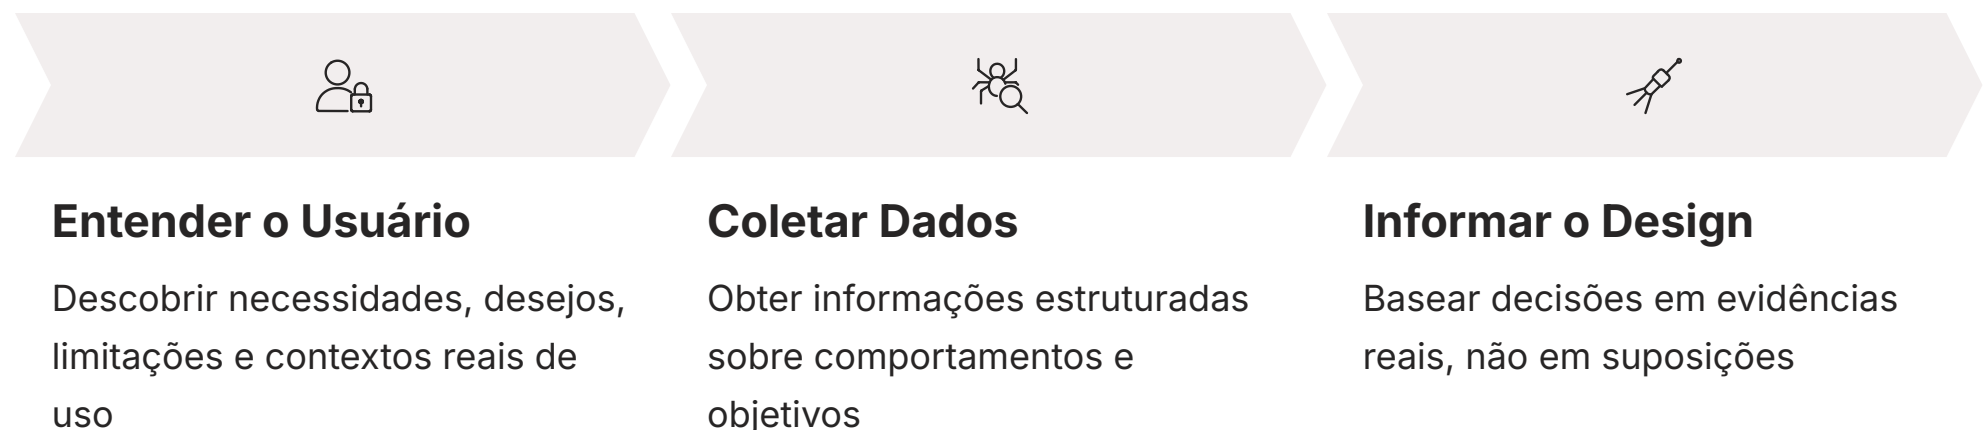 Entender o Usuário
Descobrir necessidades, desejos,
limitações e contextos reais de
uso
Coletar Dados
Obter informações estruturadas
sobre comportamentos e
objetivos
Informar o Design
Basear decisões em evidências
reais, não em suposições